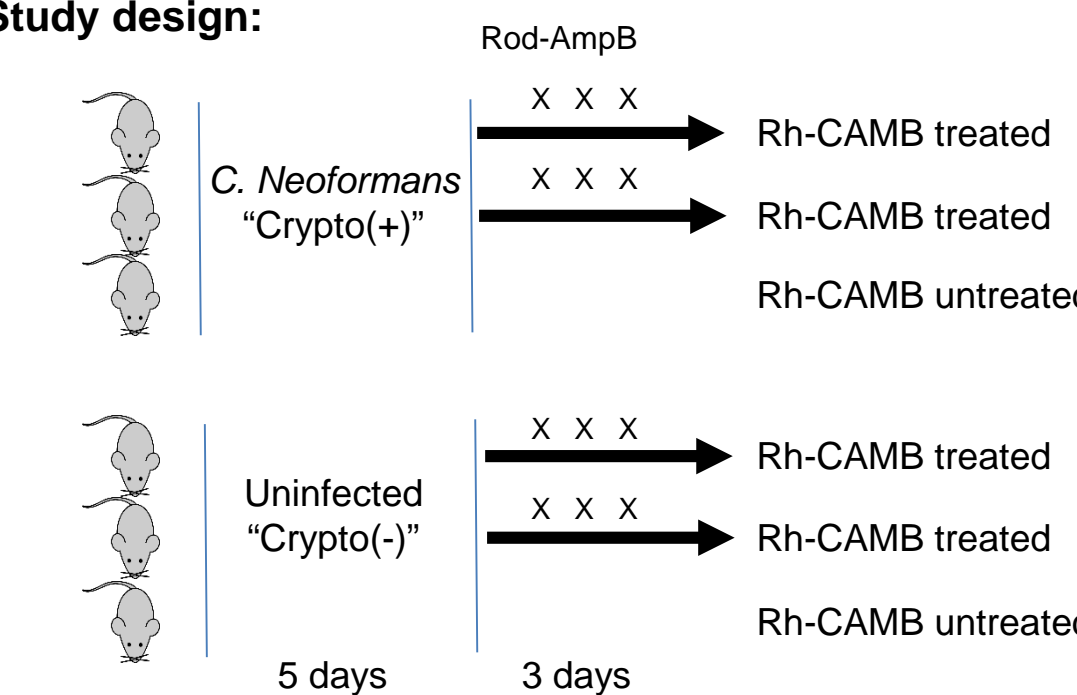 Study design:
Rod-AmpB
X X X
Rh-CAMB treated
C. Neoformans
“Crypto(+)”
X X X
Rh-CAMB treated
Rh-CAMB untreated
X X X
Rh-CAMB treated
Uninfected
“Crypto(-)”
X X X
Rh-CAMB treated
Rh-CAMB untreated
5 days
3 days